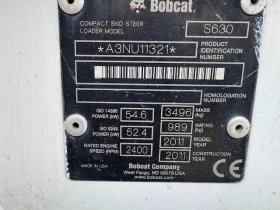 Bobcat.
COMPACT SKID STEER
LOADER MODEL S630
*A3NU11321* PRODUCT
IDENTIFICATION
NUMBER
HOMOLOGATION NUMBER
ISO 14396
POWER (kW) 54.6 3496 MASS
(kg)
ISO 9249
POWER (kW) 52.4 989 RATING
(kg)
2011 MODEL
YEAR
RATED ENGINE
SPEED (RPM) 2400 2011 CONSTRUCTION
YEAR
MADE IN USA
Bobcat Company
West Fargo, ND 58078 USA